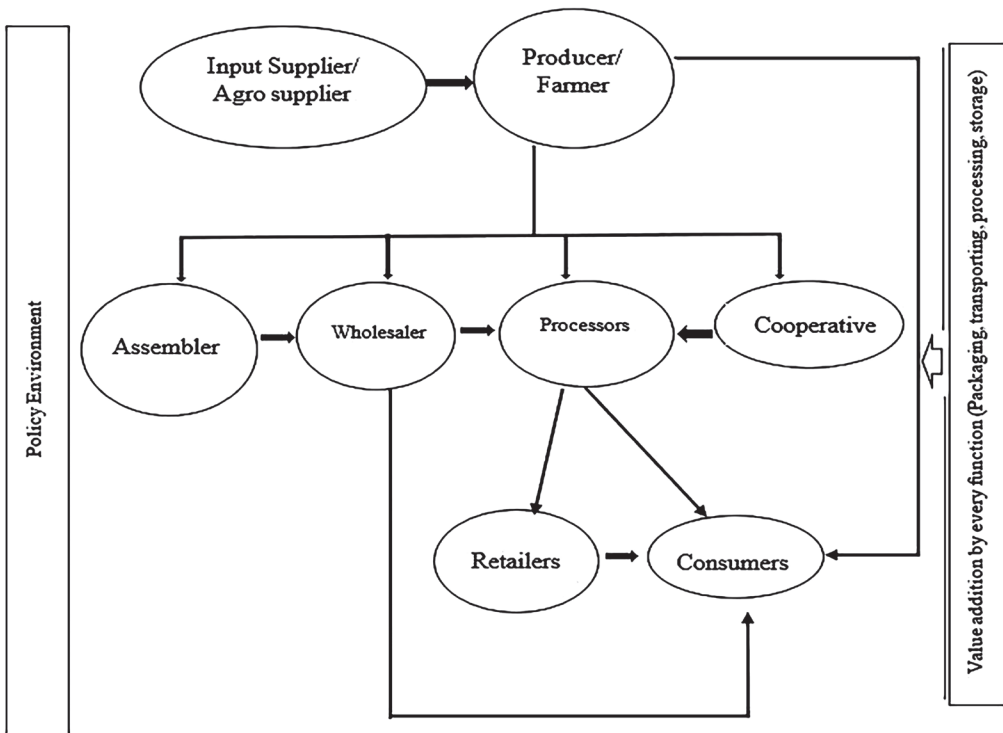 Policy Environment
Input Supplier/
Agro supplier
Producer/
Farmer
Assembler
Wholesaler
Processors
Cooperative
Retailers
Consumers
Value addition by every function (Packaging, transporting, processing, storage)